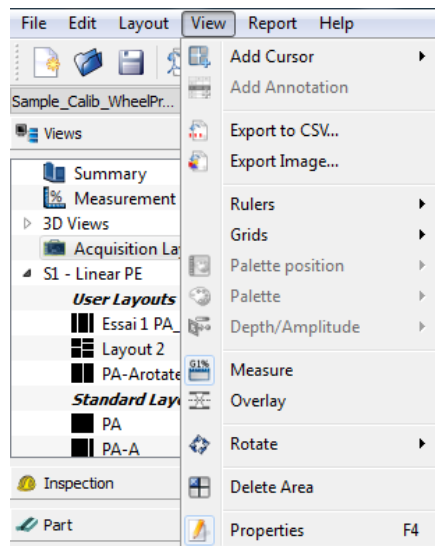 File Edit Layout View Report Help
Add Cursor
Add Annotation
Sample_Calib_WheelPr...
Views
Export to CSV...
Export Image...
Summary
Measurement
3D Views
Rulers
Acquisition La
Grids
S1 - Linear PE
Palette position
User Layouts
Palette
Essai 1 PA_
Depth/Amplitude
Layout 2
G1%
Measure
PA-Arotate
Standard Lay
Overlay
PA
PA-A
Rotate
Inspection
Delete Area
Part
Properties F4